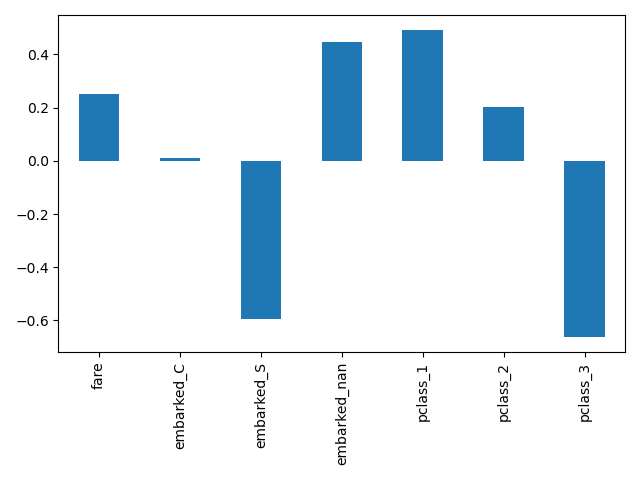 0.4
0.2
0.0
−0.2
−0.4
−0.6
fare
embarked_C
embarked_S
embarked_nan
pclass_1
pclass_2
pclass_3